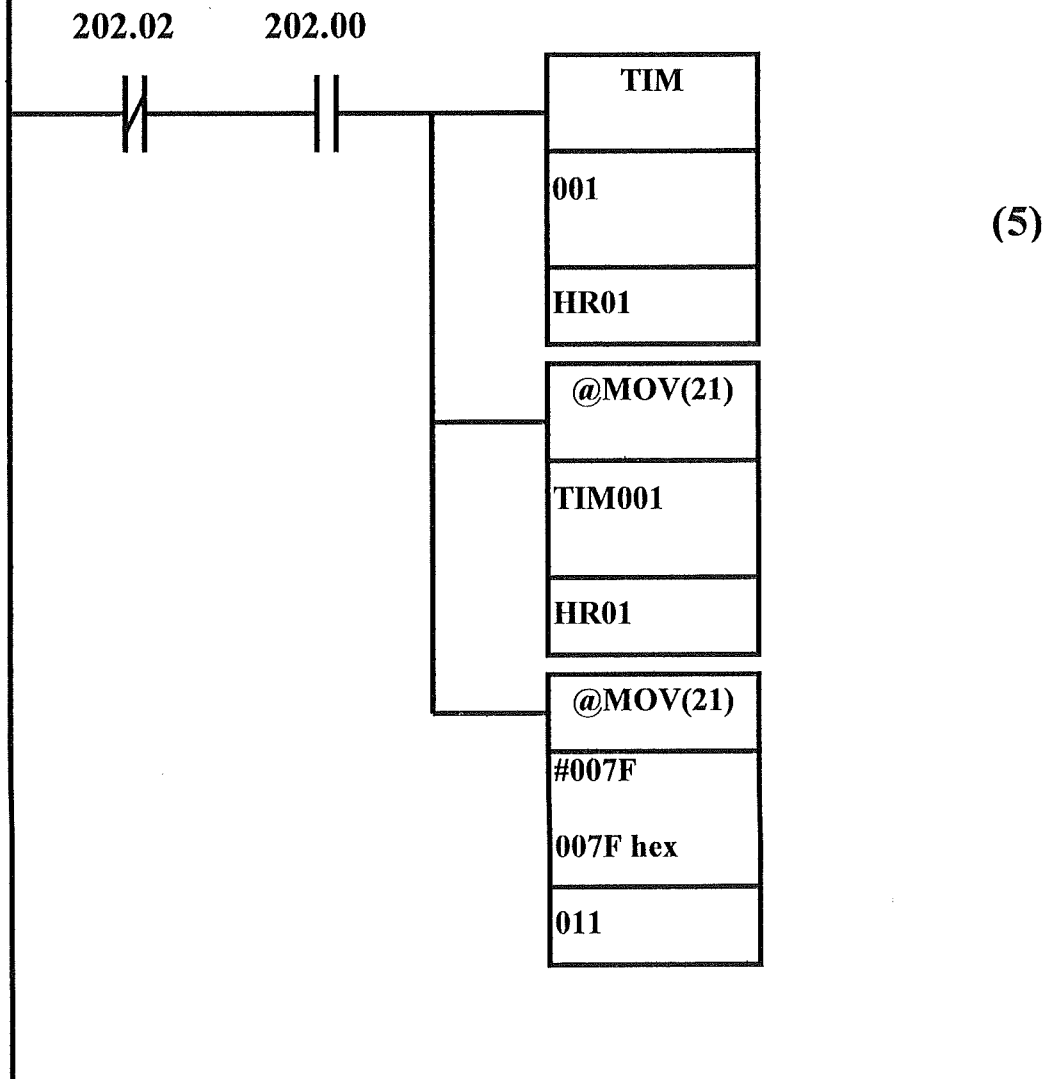 202.02 202.00
TIM
001
(5)
HR01
@MOV(21)
TIM001
HR01
@MOV(21)
#007F
007F hex
011